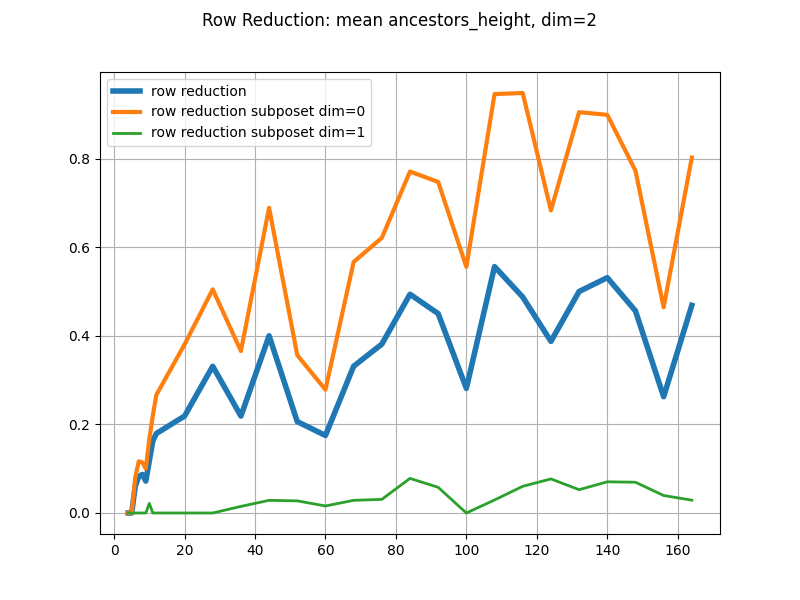 Row Reduction: mean ancestors_height, dim=2
row reduction
row reduction subposet dim=0
row reduction subposet dim=1
0.8
0.6
0.4
0.2
0.0
0 20 40 60 80 100 120 140 160